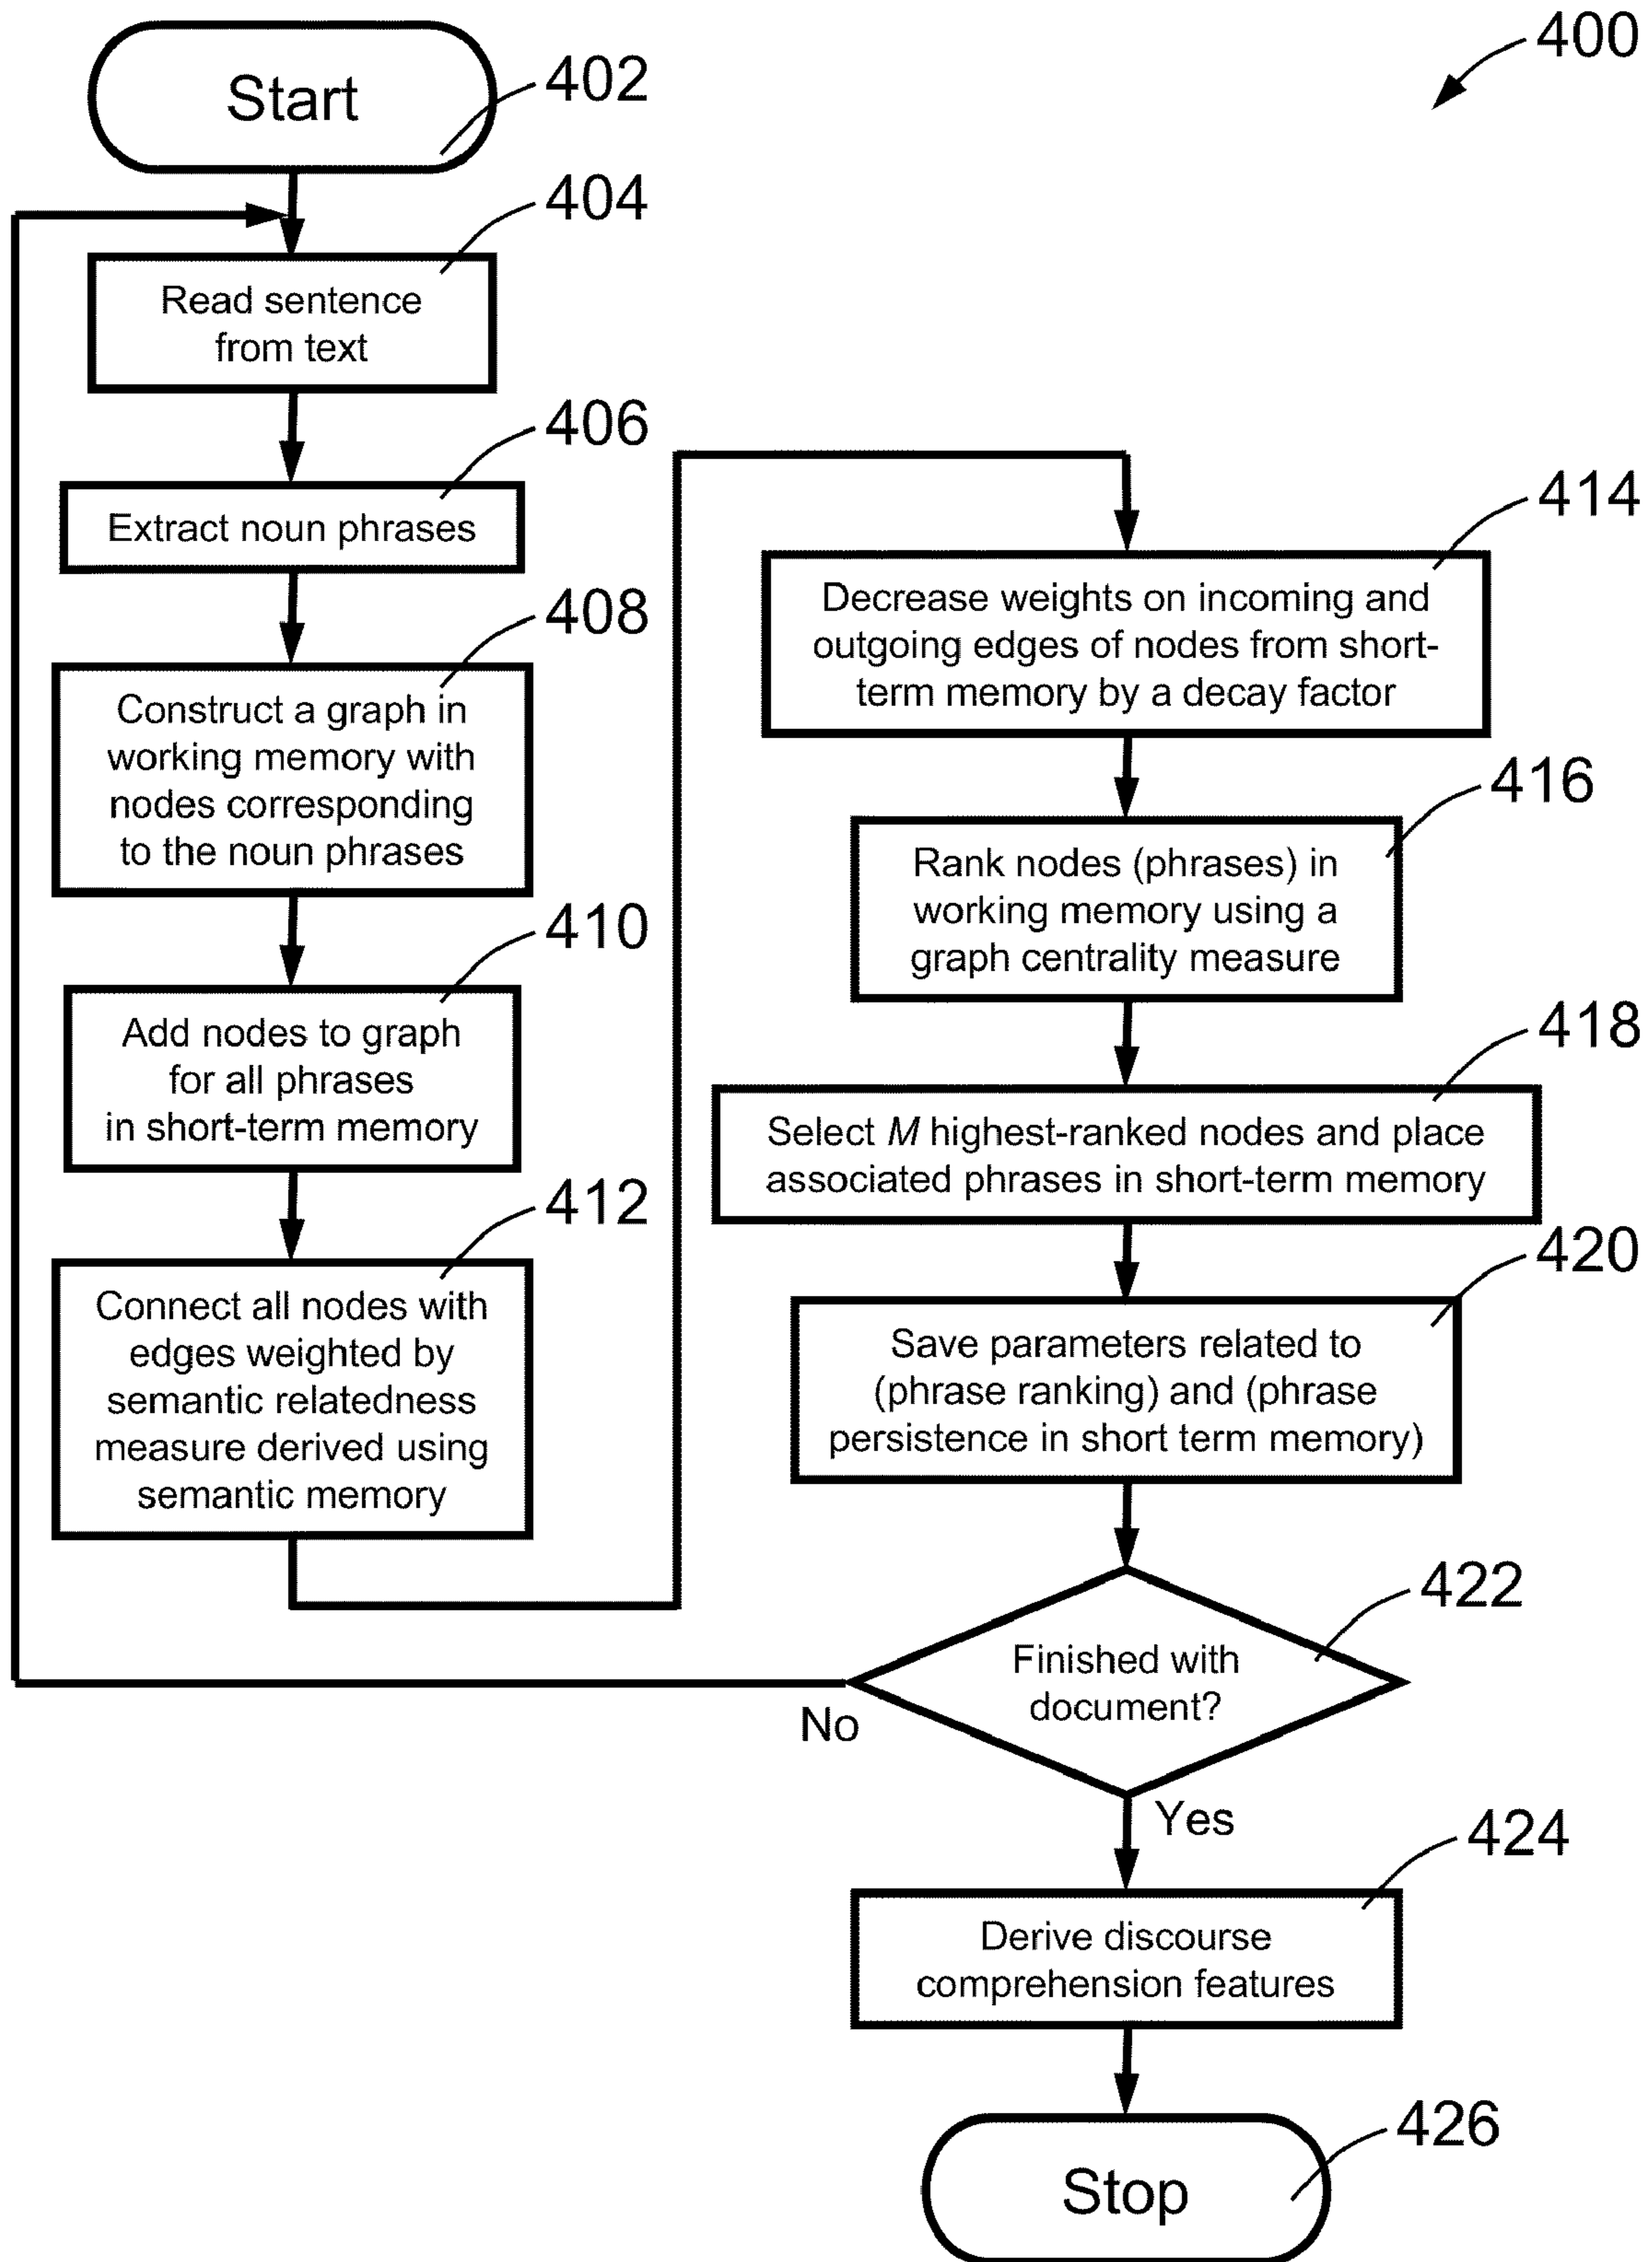 400
Start
402
404
Read sentence
from text
406
Extract noun phrases
408
Construct a graph in
working memory with
nodes corresponding
to the noun phrases
410
Add nodes to graph
for all phrases
in short-term memory
412
Connect all nodes with
edges weighted by
semantic relatedness
measure derived using
semantic memory
414
Decrease weights on incoming and
outgoing edges of nodes from short-
term memory by a decay factor
416
Rank nodes (phrases) in
working memory using a
graph centrality measure
418
Select M highest-ranked nodes and place
associated phrases in short-term memory
420
Save parameters related to
(phrase ranking) and (phrase
persistence in short term memory)
422
Finished with
document?
No
Yes
424
Derive discourse
comprehension features
426
Stop